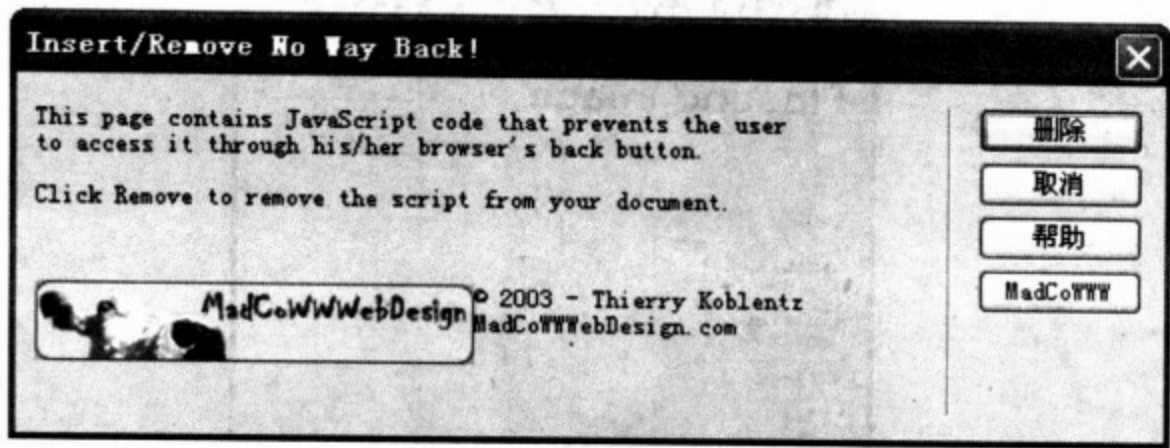 Insert/Remove No Way Back!
This page contains JavaScript code that prevents the user
to access it through his/her browser's back button.
Click Remove to remove the script from your document.
MadCoWWWebDesign
© 2003 - Thierry Koblentz
MadCoWWWebDesign.com
删除
取消
帮助
MadCoWWW